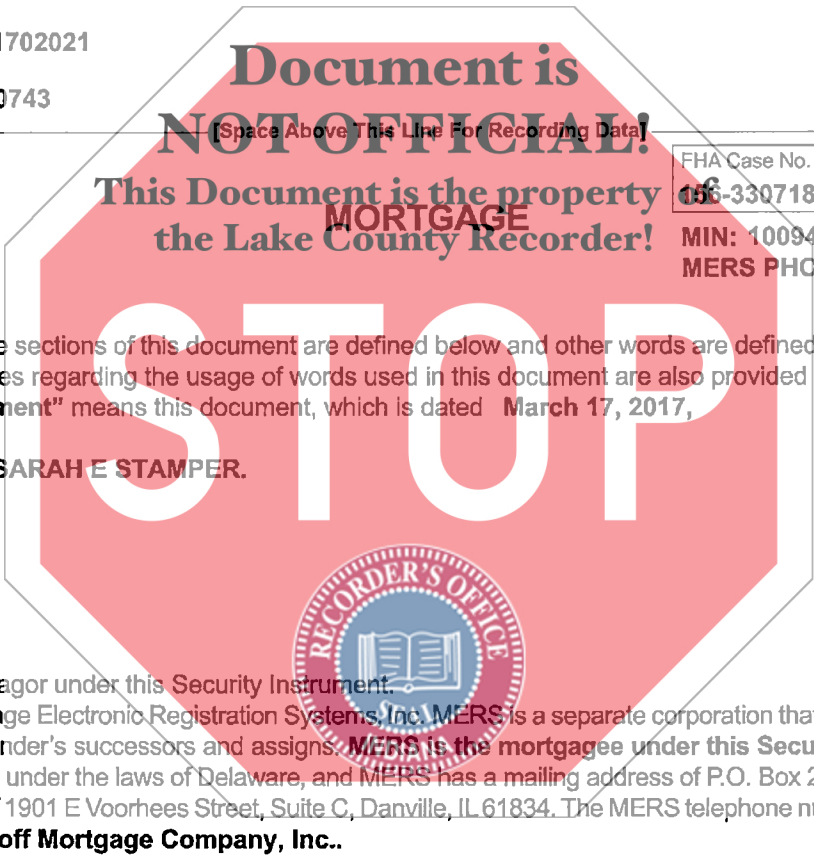 1702021
Document is
0743
NOT OFFICIAL!
[Space Above This Line For Recording Data]
FHA Case No.
This Document is the property of
156-330718
MORTGAGE
the Lake County Recorder!
MIN: 10094
MERS PHO
STOP
e sections of this document are defined below and other words are defined
es regarding the usage of words used in this document are also provided
ment" means this document, which is dated March 17, 2017,
SARAH E STAMPER.
RECORDER'S OFFICE
SEAL
INDIANA
agor under this Security Instrument.
ge Electronic Registration Systems, Inc. MERS is a separate corporation that
nder's successors and assigns. MERS is the mortgagee under this Secu
under the laws of Delaware, and MERS has a mailing address of P.O. Box 2
1901 E Voorhees Street, Suite C, Danville, IL 61834. The MERS telephone n
off Mortgage Company, Inc..